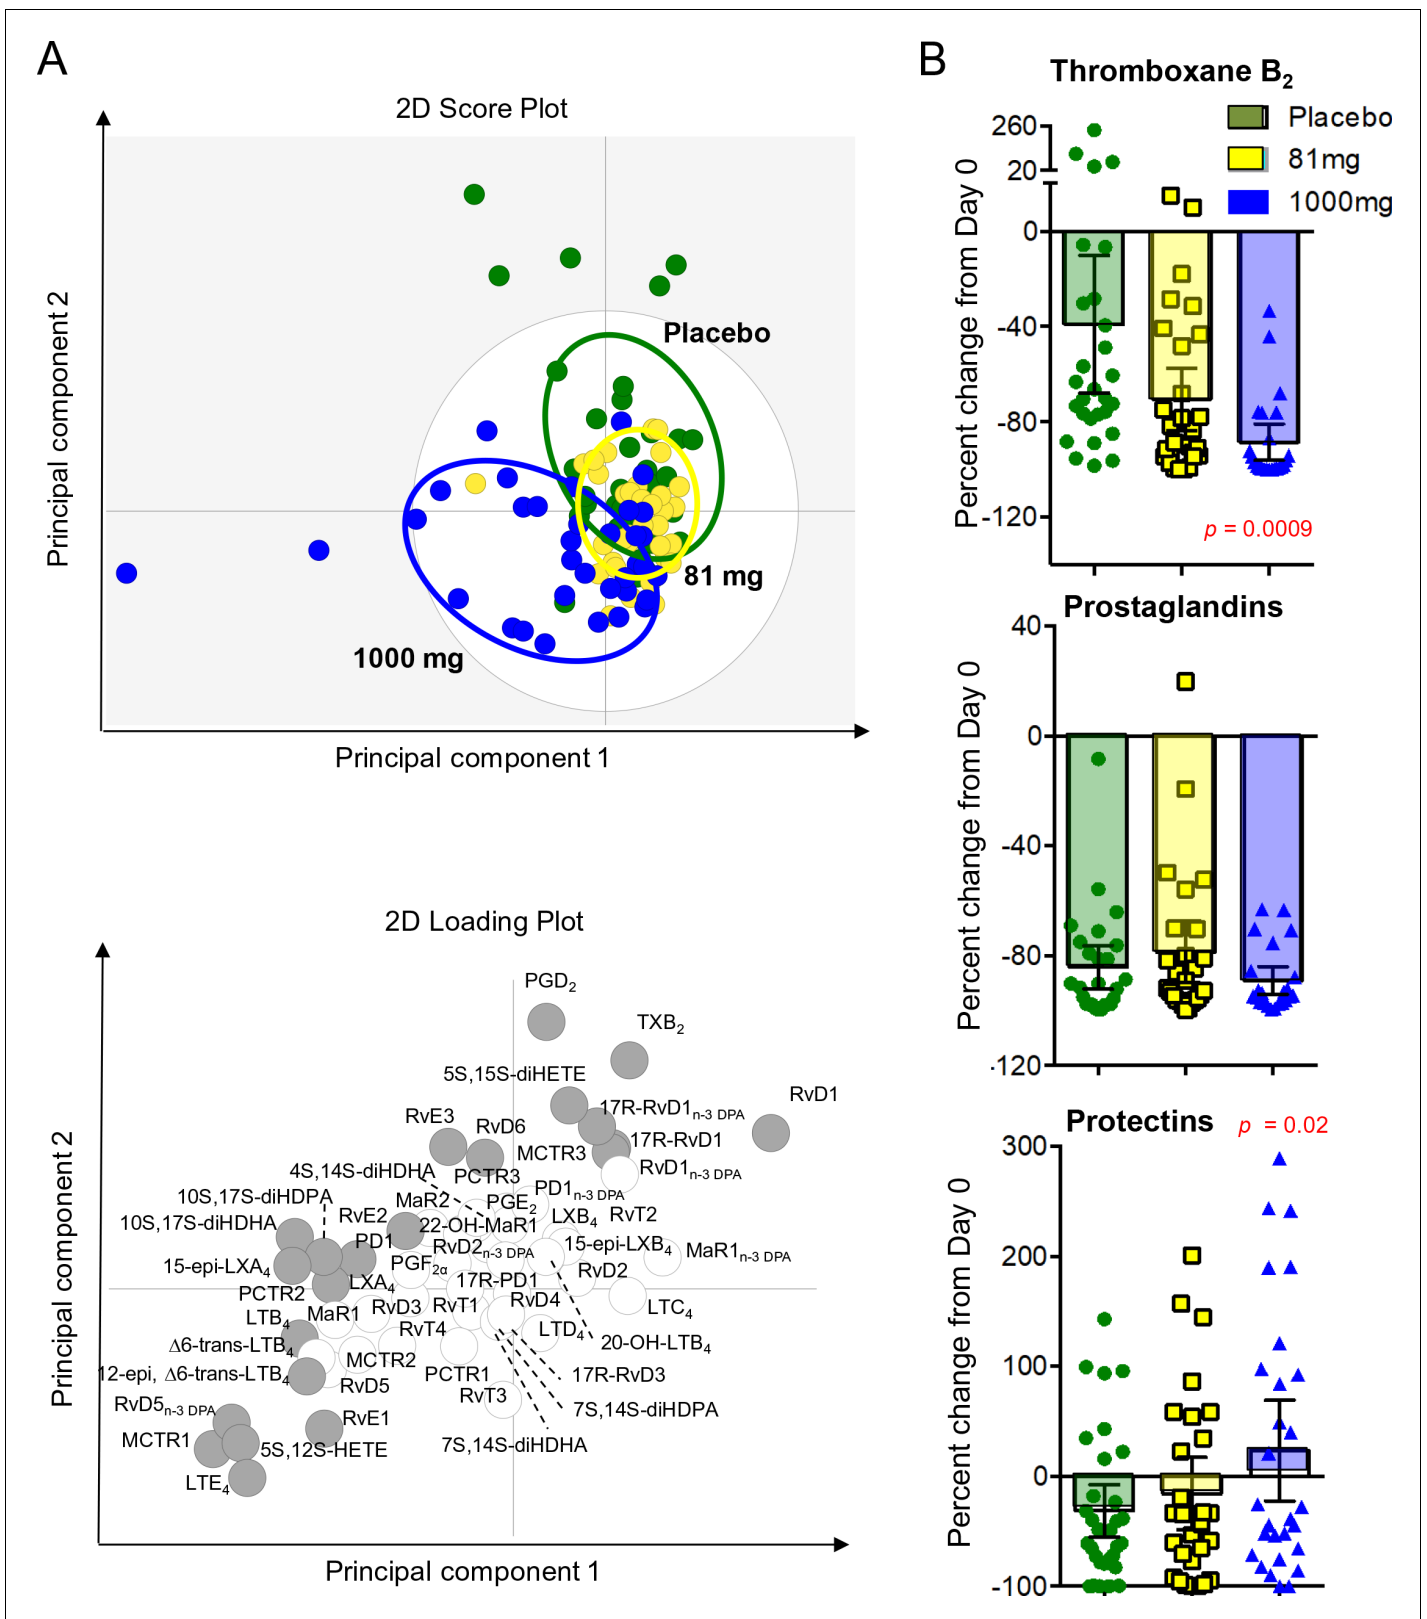 A
2D Score Plot
Principal component 2
Placebo
81 mg
1000 mg
Principal component 1
2D Loading Plot
Principal component 2
PGD2
TXB2
5S,15S-diHETE
RvD1
17R-RvD1n-3 DPA
RvE3
RvD6
17R-RvD1
MCTR3
RvD1n-3 DPA
4S,14S-diHDHA
PCTR3
10S,17S-diHDPA
MaR2
PGE2
PD1n-3 DPA
10S,17S-diHDHA
RvE2
22-OH-MaR1
LXB4
RvT2
PD1
RvD2n-3 DPA
15-epi-LXB4
MaR1n-3 DPA
15-epi-LXA4
PGF2α
RvD2
PCTR2
LXA4
17R-PD1
LTB4
MaR1
RvD3
RvT1
RvD4
LTC4
Δ6-trans-LTB4
RvT4
LTD4
20-OH-LTB4
MCTR2
12-epi, Δ6-trans-LTB4
RvD5
PCTR1
17R-RvD3
RvT3
RvD5n-3 DPA
RvE1
7S,14S-diHDPA
MCTR1
5S,12S-HETE
7S,14S-diHDHA
LTE4
Principal component 1
B
Thromboxane B2
Placebo
81mg
1000mg
Percent change from Day 0
260
20
0
-40
-80
-120
p = 0.0009
Prostaglandins
Percent change from Day 0
40
0
-40
-80
-120
Protectins
p = 0.02
Percent change from Day 0
300
200
100
0
-100